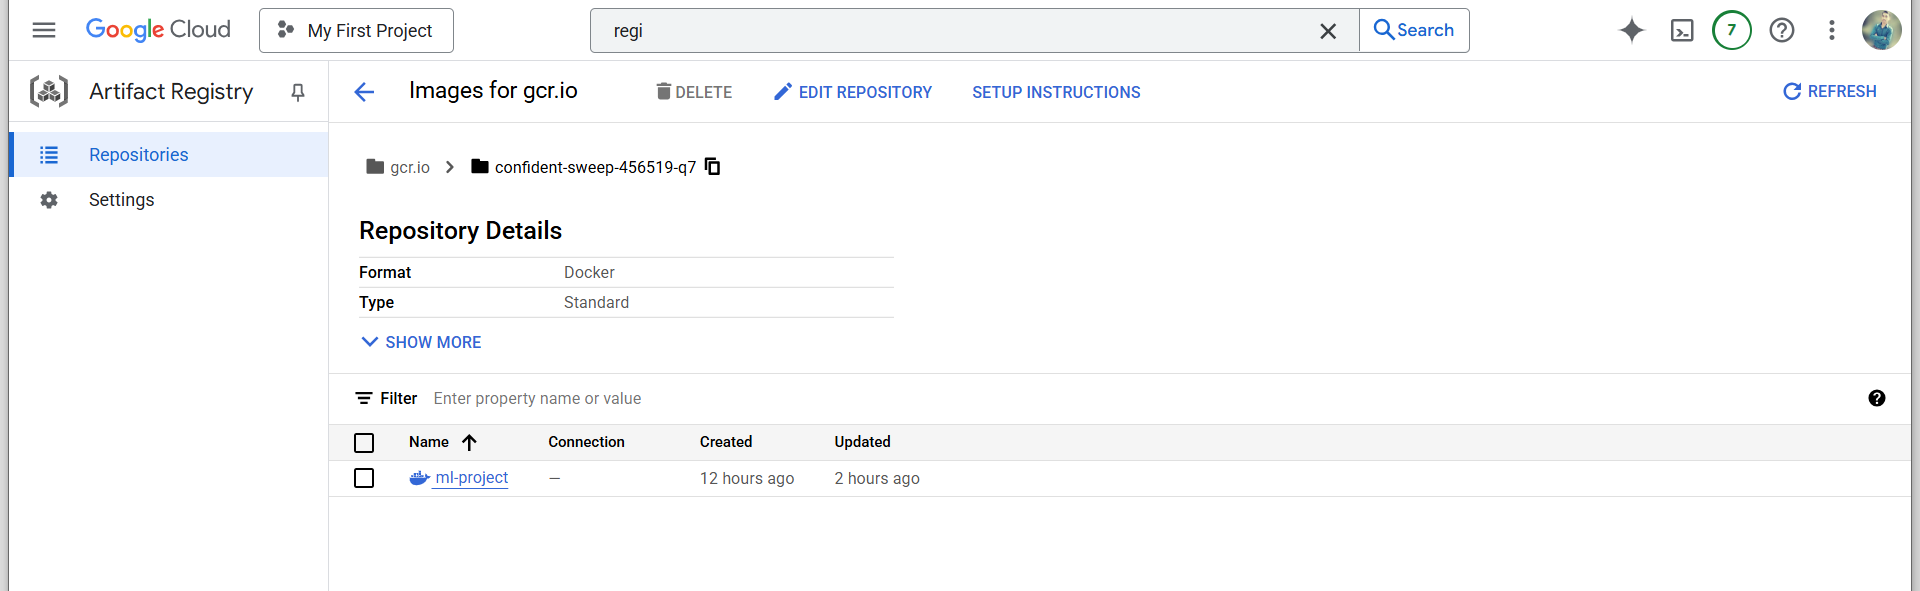 Google Cloud
My First Project
regi
Search
7
Artifact Registry
Images for gcr.io
DELETE
EDIT REPOSITORY
SETUP INSTRUCTIONS
REFRESH
Repositories
Settings
gcr.io
confident-sweep-456519-q7
Repository Details
Format Docker
Type Standard
SHOW MORE
Filter Enter property name or value
Name Connection Created Updated
ml-project — 12 hours ago 2 hours ago